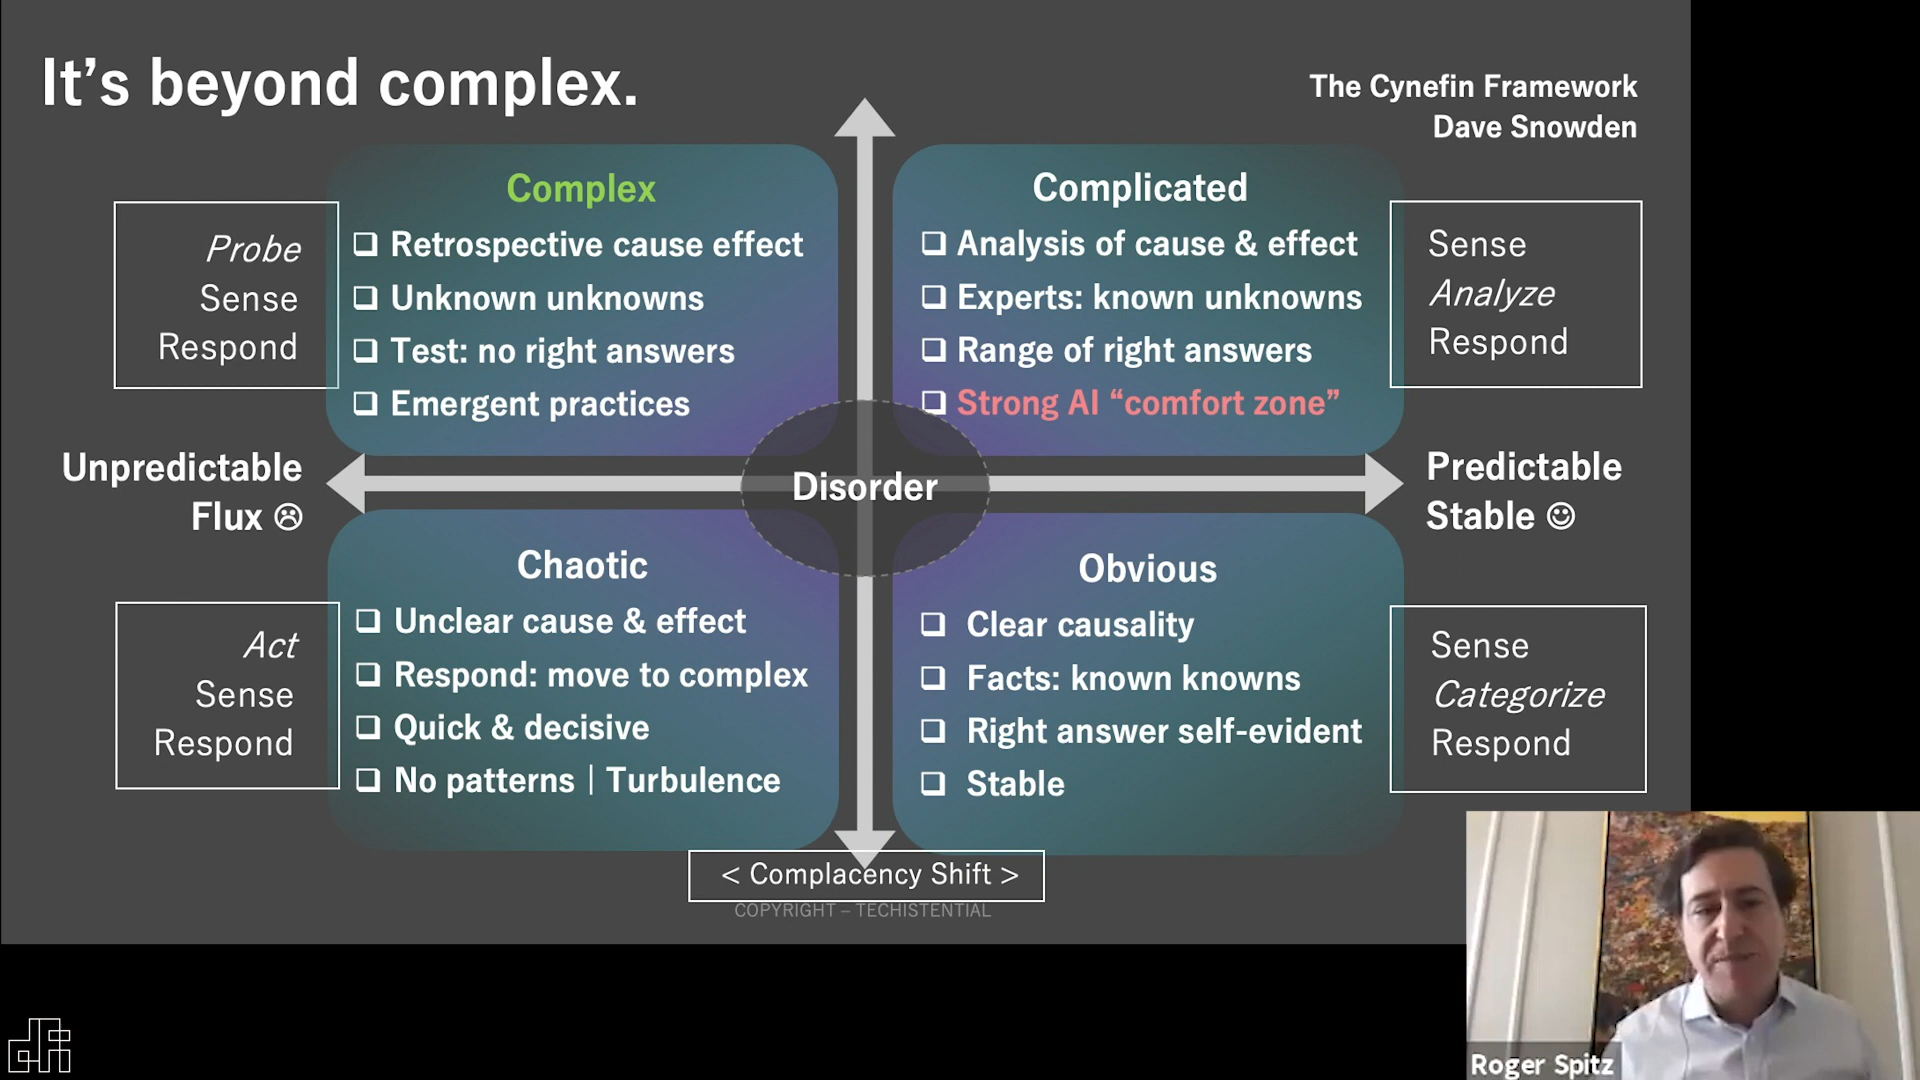 It's beyond complex.
The Cynefin Framework
Dave Snowden
Complex
Retrospective cause effect
Unknown unknowns
Test: no right answers
Emergent practices
Probe
Sense
Respond
Complicated
Analysis of cause & effect
Experts: known unknowns
Range of right answers
Strong AI “comfort zone”
Sense
Analyze
Respond
Unpredictable
Flux ☹
Disorder
Predictable
Stable ☺
Chaotic
Unclear cause & effect
Respond: move to complex
Quick & decisive
No patterns | Turbulence
Act
Sense
Respond
Obvious
Clear causality
Facts: known knowns
Right answer self-evident
Stable
Sense
Categorize
Respond
< Complacency Shift >
COPYRIGHT – TECHISTENTIAL
dfi
Roger Spitz